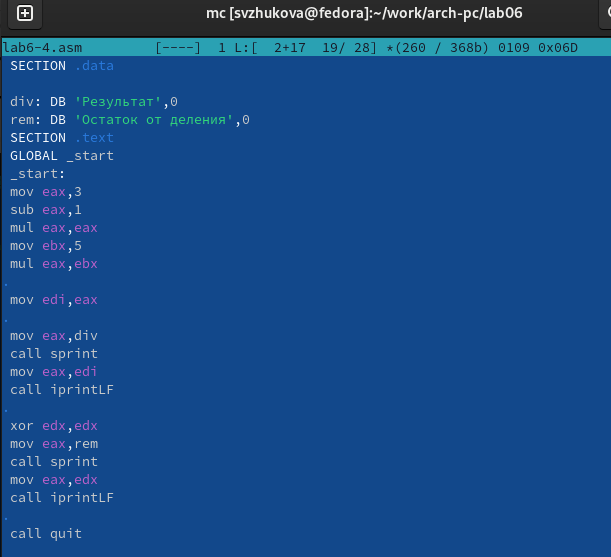 mc [svzhukova@fedora]:~/work/arch-pc/lab06
lab6-4.asm [----] 1 L:[ 2+17 19/ 28] *(260 / 368b) 0109 0x06D
SECTION .data
div: DB 'Результат',0
rem: DB 'Остаток от деления',0
SECTION .text
GLOBAL _start
_start:
mov eax,3
sub eax,1
mul eax,eax
mov ebx,5
mul eax,ebx
.
mov edi,eax
.
mov eax,div
call sprint
mov eax,edi
call iprintLF
.
xor edx,edx
mov eax,rem
call sprint
mov eax,edx
call iprintLF
.
call quit